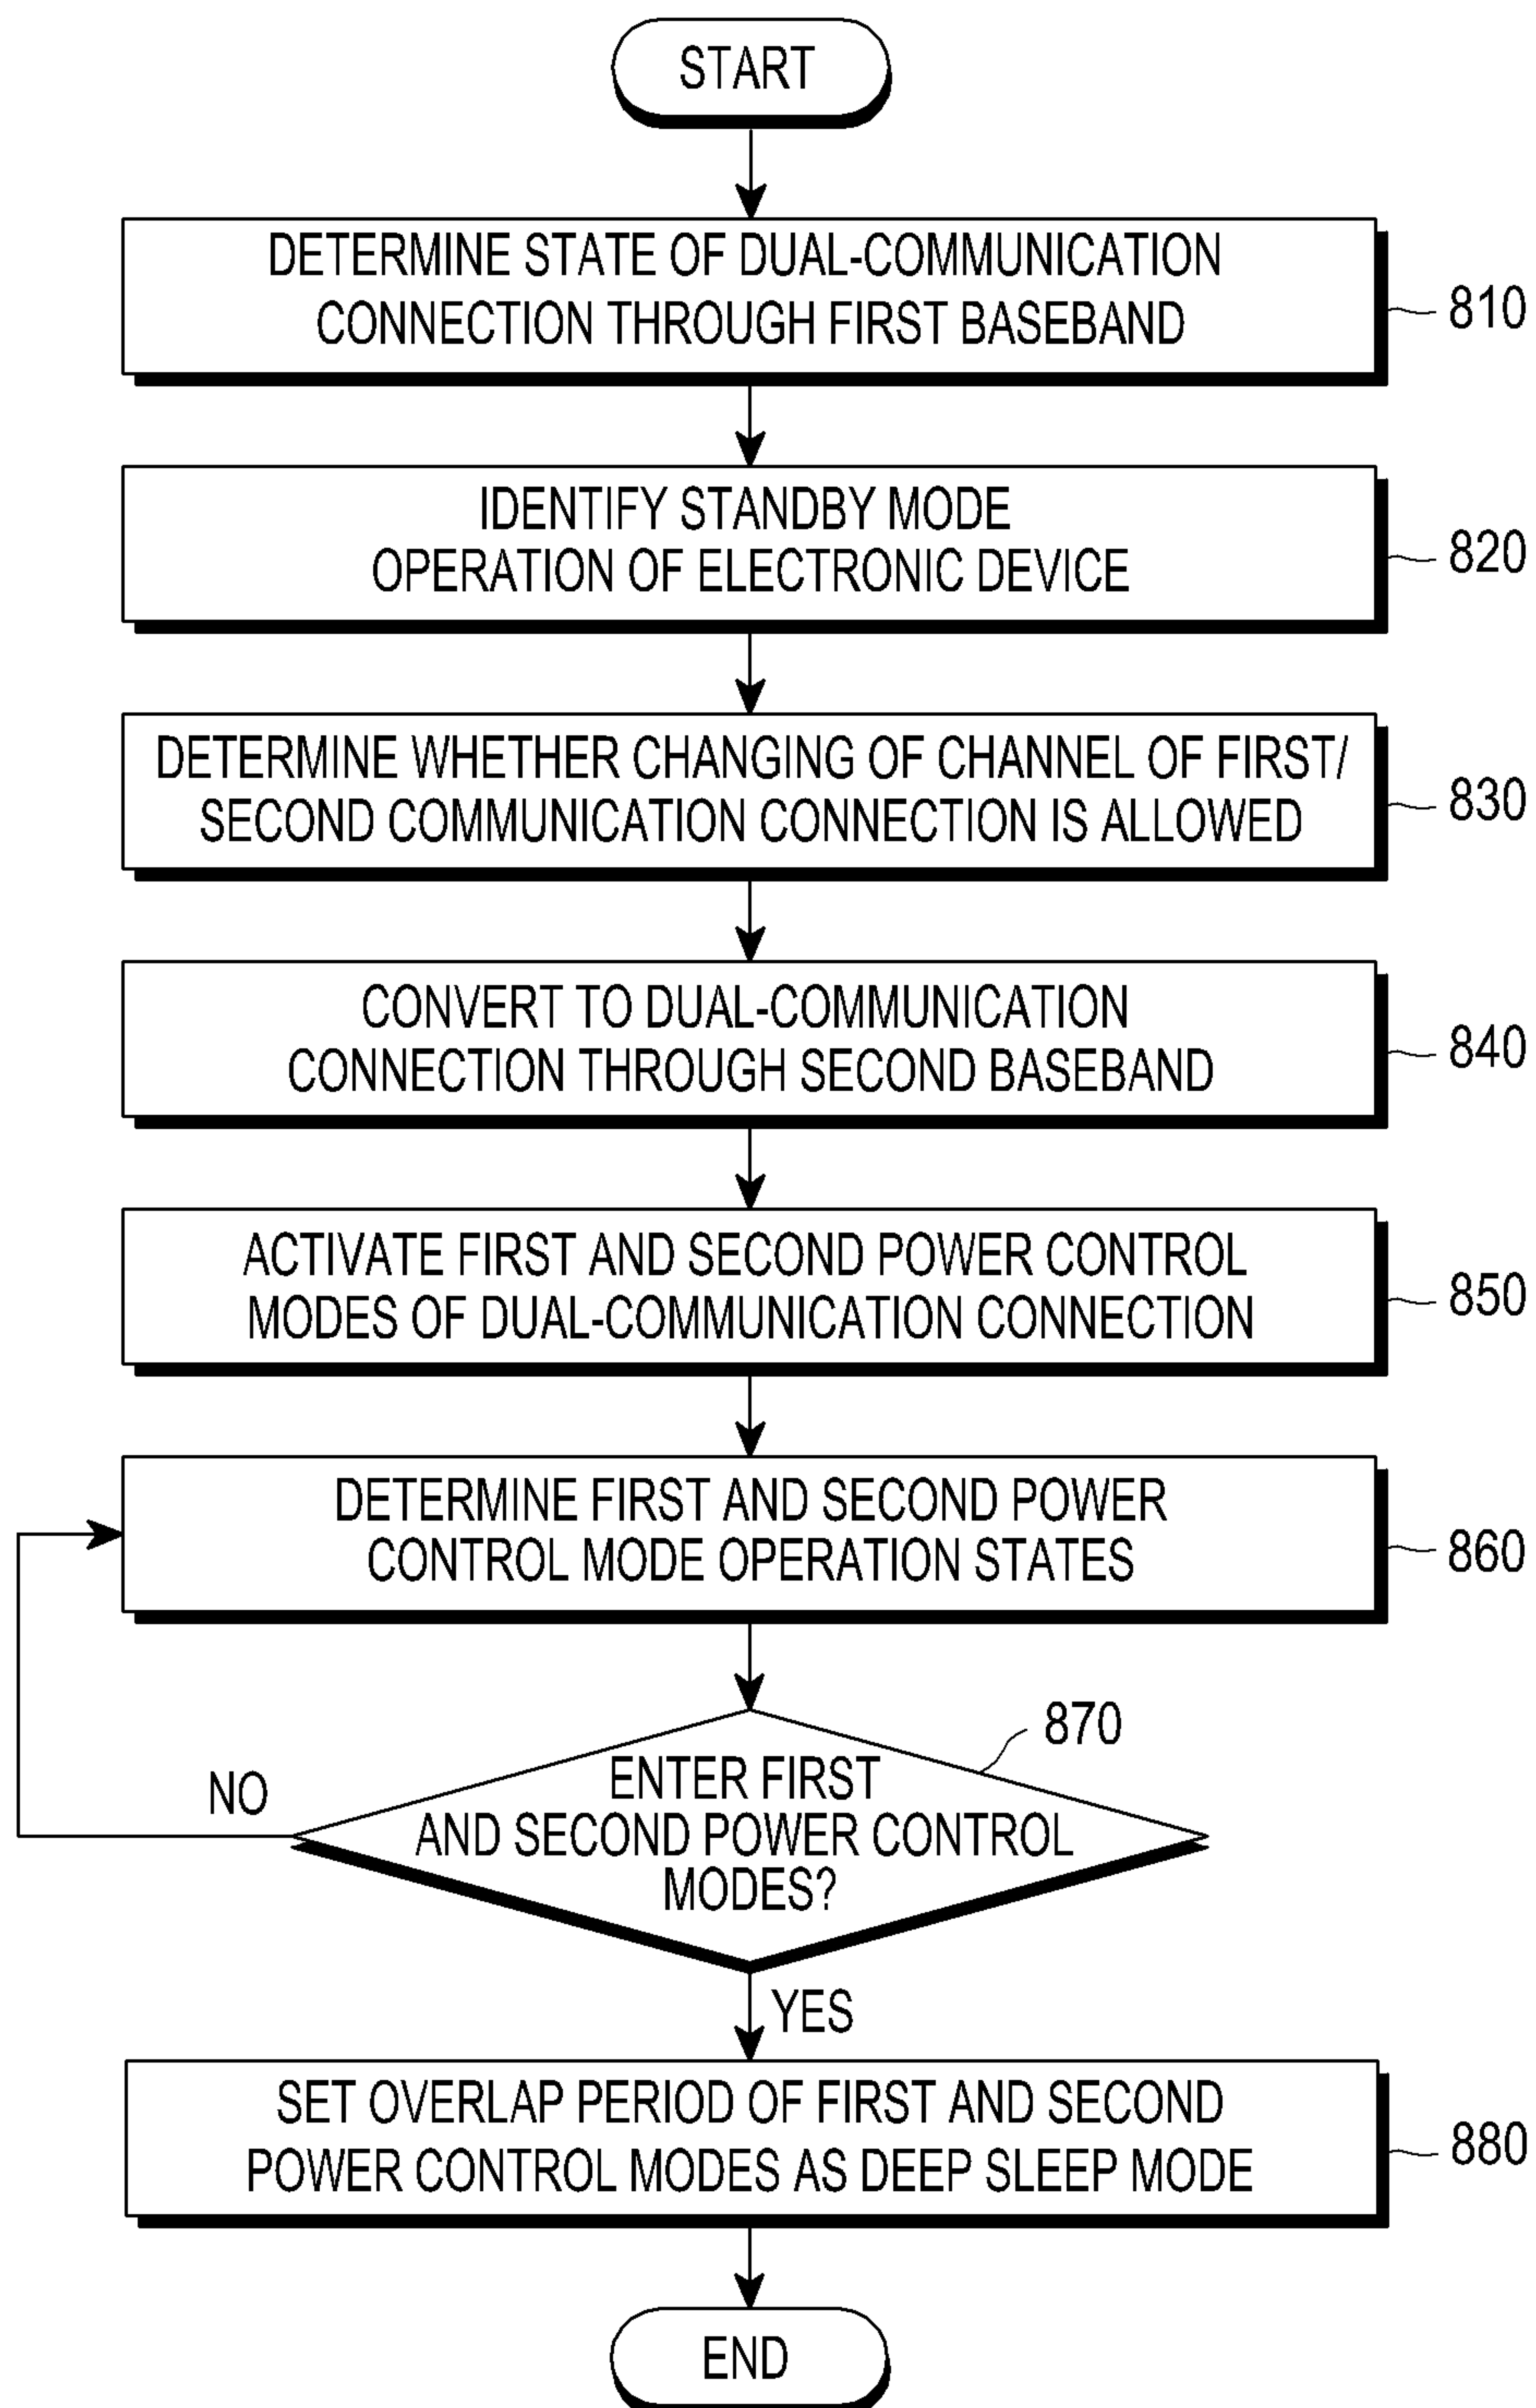 START
DETERMINE STATE OF DUAL-COMMUNICATION
CONNECTION THROUGH FIRST BASEBAND
810
IDENTIFY STANDBY MODE
OPERATION OF ELECTRONIC DEVICE
820
DETERMINE WHETHER CHANGING OF CHANNEL OF FIRST/
SECOND COMMUNICATION CONNECTION IS ALLOWED
830
CONVERT TO DUAL-COMMUNICATION
CONNECTION THROUGH SECOND BASEBAND
840
ACTIVATE FIRST AND SECOND POWER CONTROL
MODES OF DUAL-COMMUNICATION CONNECTION
850
DETERMINE FIRST AND SECOND POWER
CONTROL MODE OPERATION STATES
860
870
ENTER FIRST
AND SECOND POWER CONTROL
MODES?
NO
YES
SET OVERLAP PERIOD OF FIRST AND SECOND
POWER CONTROL MODES AS DEEP SLEEP MODE
880
END